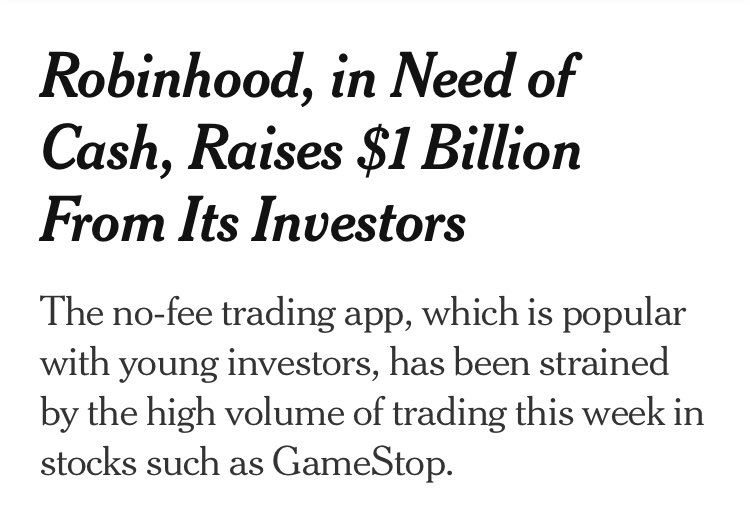 Robinhood, in Need of
Cash, Raises $1 Billion
From Its Investors
The no-fee trading app, which is popular
with young investors, has been strained
by the high volume of trading this week in
stocks such as GameStop.